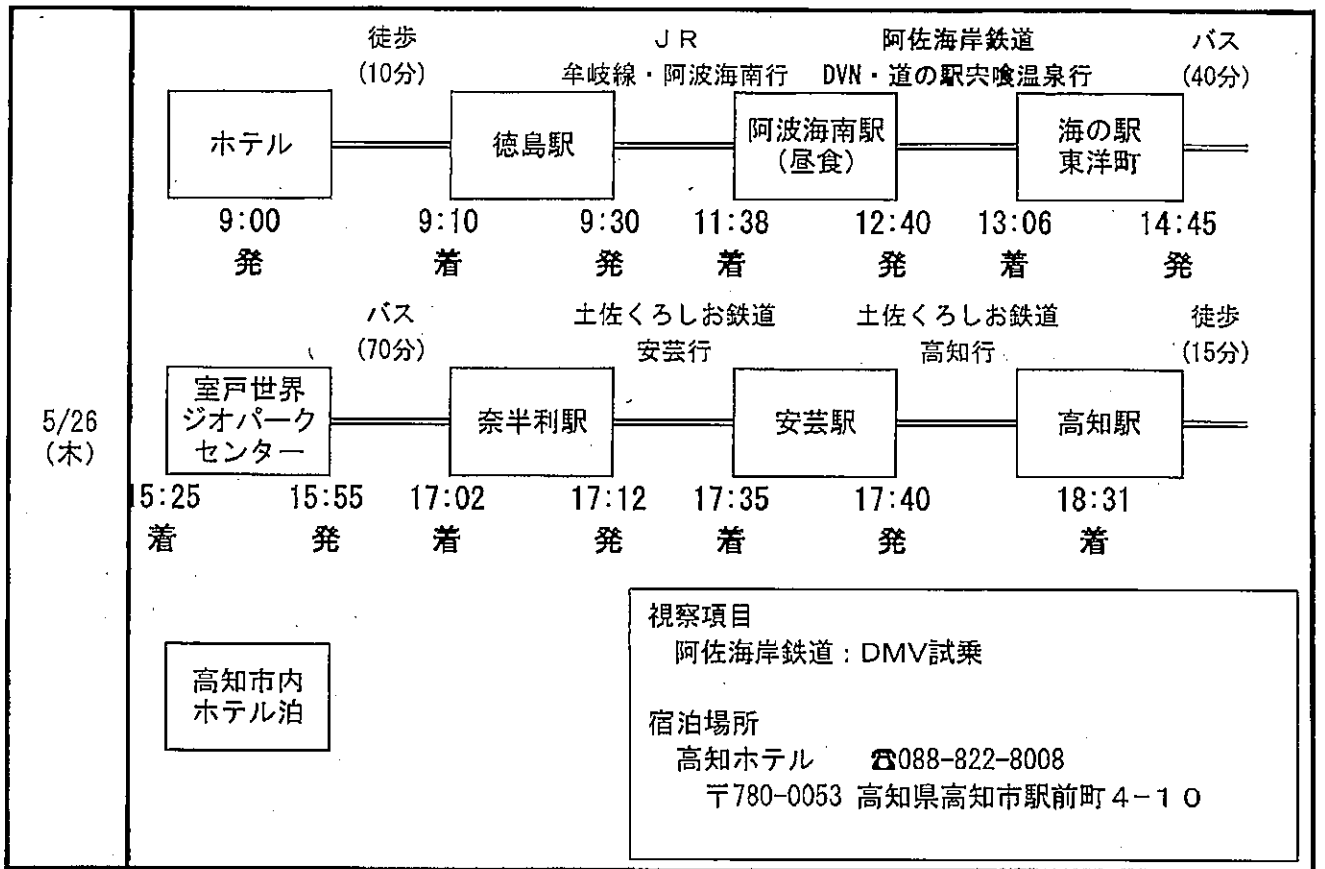 5/26
(木)
徒歩 JR 阿佐海岸鉄道 バス
(10分) 牟岐線・阿波海南行 DVN・道の駅宍喰温泉行 (40分)
ホテル 徳島駅 阿波海南駅 海の駅
(昼食) 東洋町
9:00 9:10 9:30 11:38 12:40 13:06 14:45
発 着 発 着 発 着 発
バス 土佐くろしお鉄道 土佐くろしお鉄道 徒歩
(70分) 安芸行 高知行 (15分)
室戸世界
ジオパーク 奈半利駅 安芸駅 高知駅
センター
15:25 15:55 17:02 17:12 17:35 17:40 18:31
着 発 着 発 着 発 着
高知市内
ホテル泊
視察項目
阿佐海岸鉄道:DMV試乗
宿泊場所
高知ホテル ☎088-822-8008
〒780-0053 高知県高知市駅前町4-10